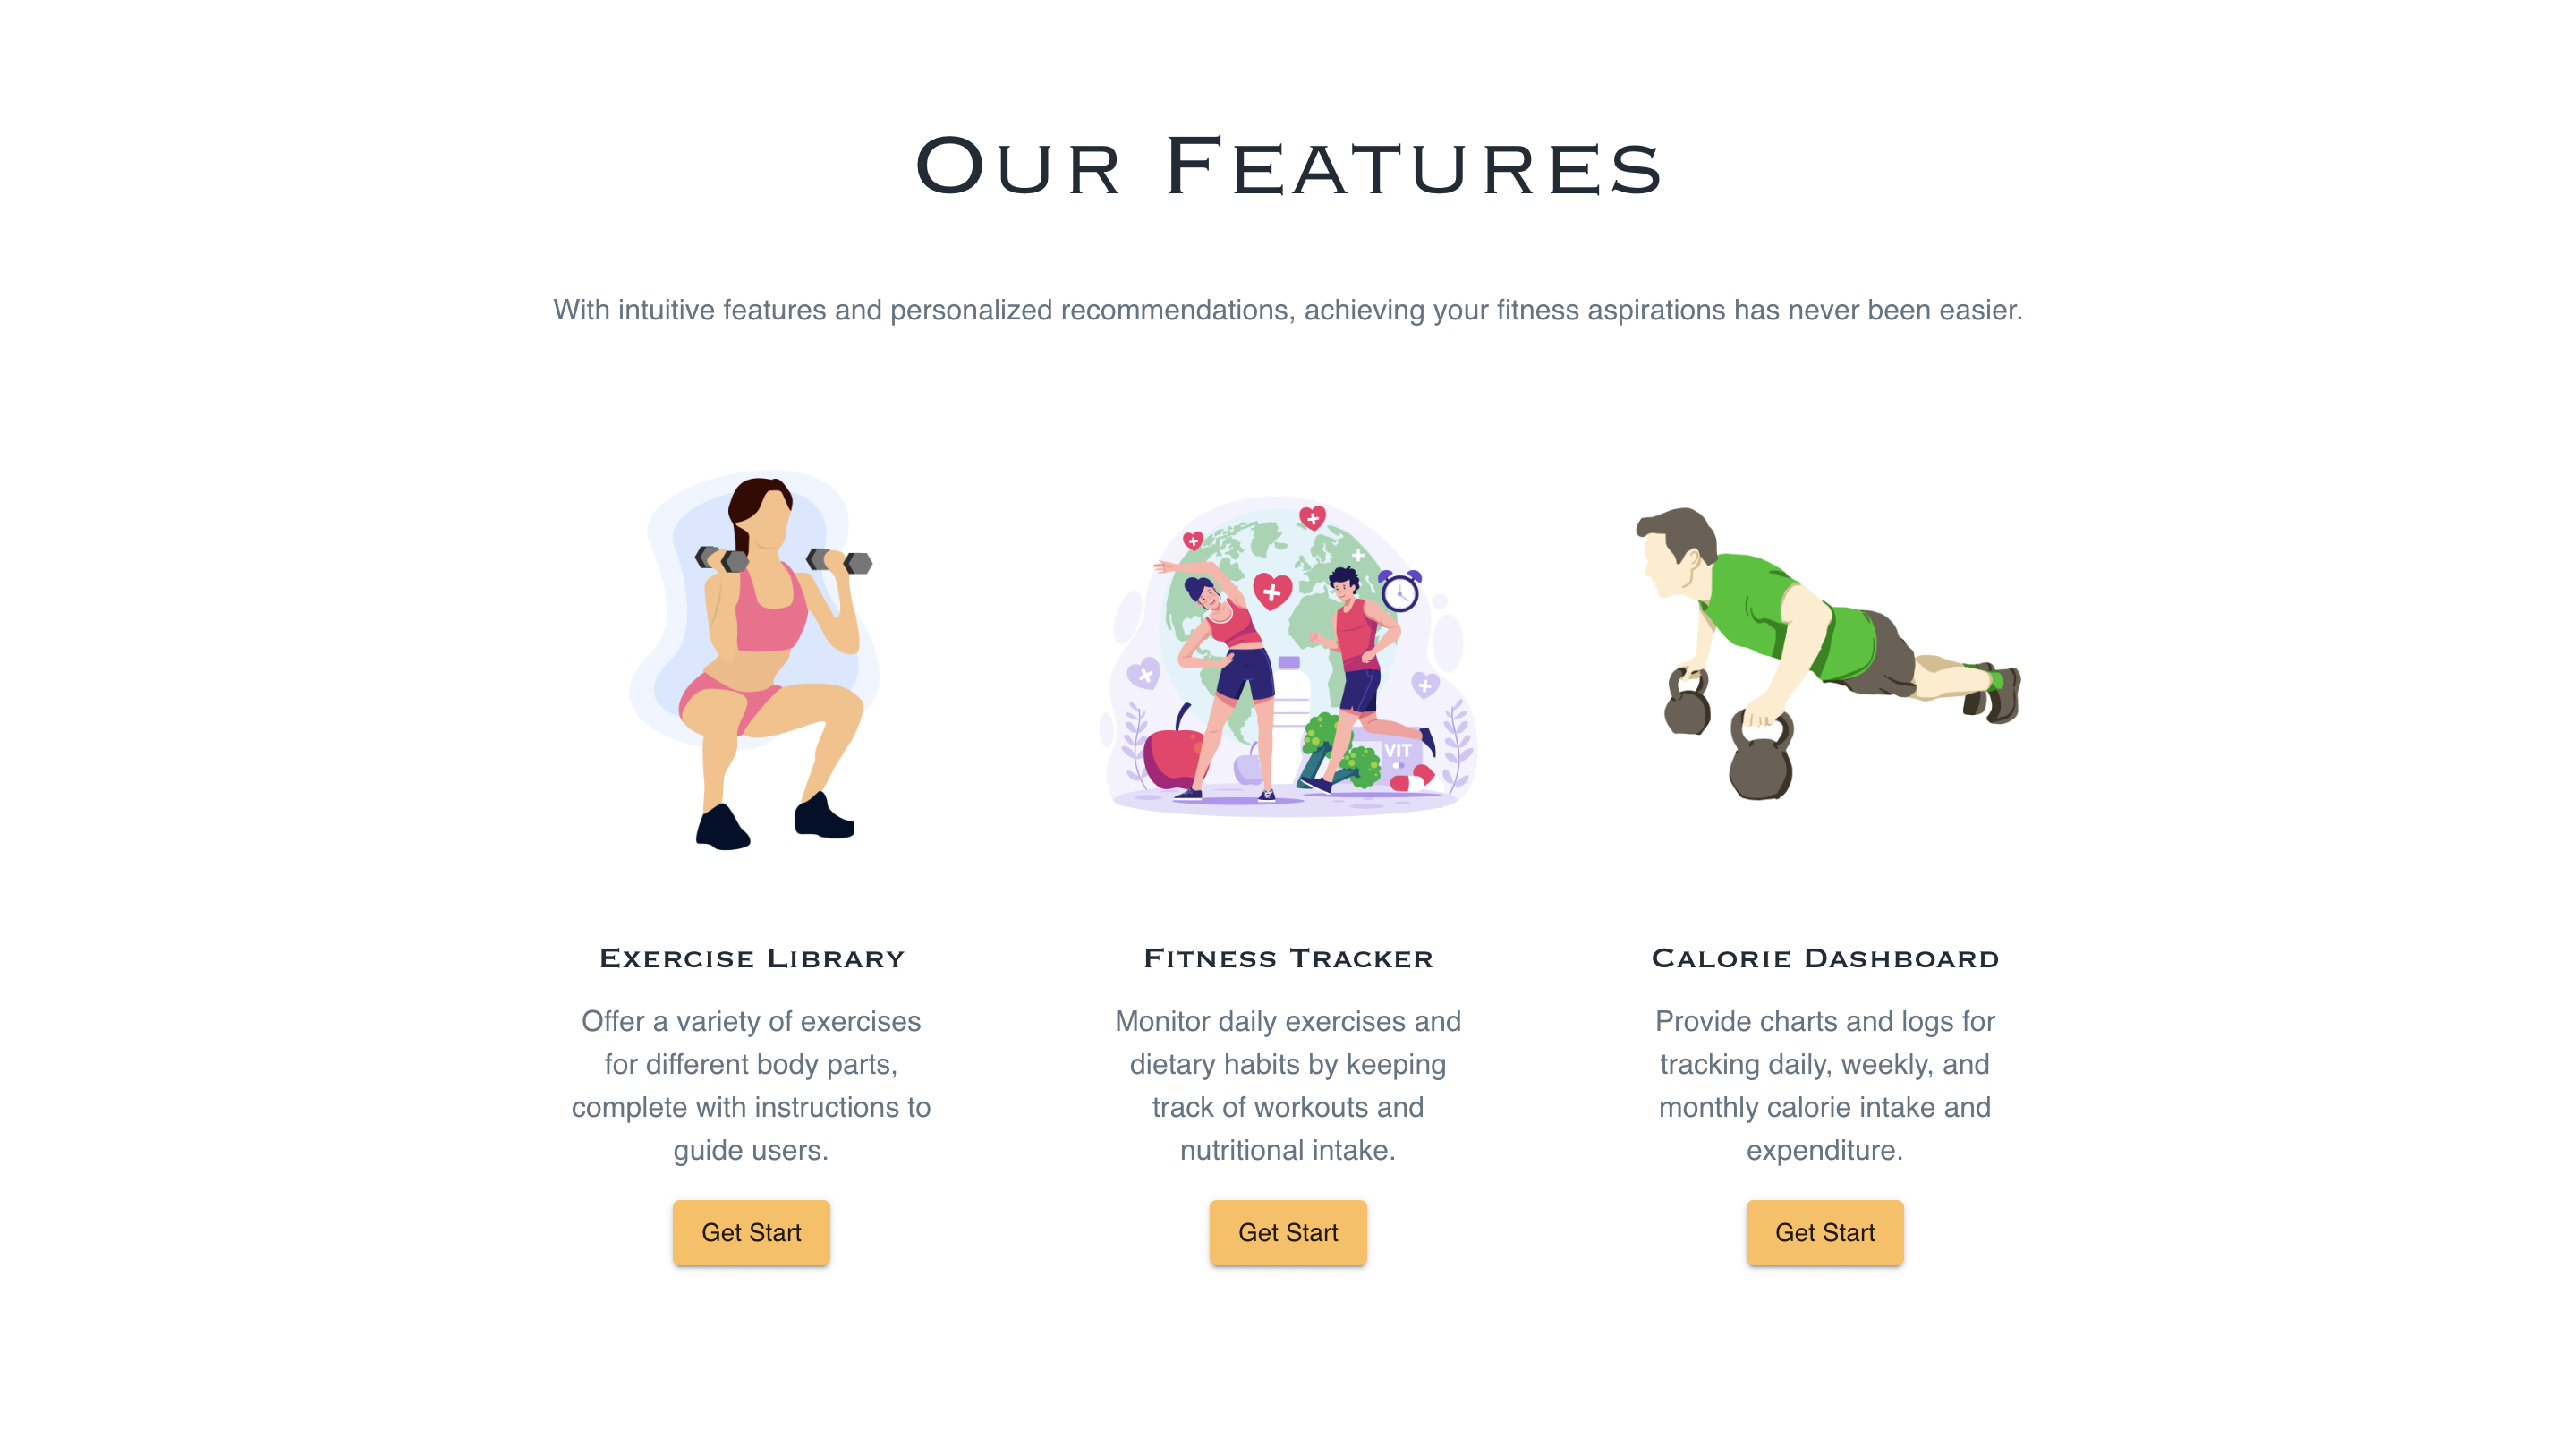 Our Features
With intuitive features and personalized recommendations, achieving your fitness aspirations has never been easier.
VIT
Exercise Library
Offer a variety of exercises
for different body parts,
complete with instructions to
guide users.
Get Start
Fitness Tracker
Monitor daily exercises and
dietary habits by keeping
track of workouts and
nutritional intake.
Get Start
Calorie Dashboard
Provide charts and logs for
tracking daily, weekly, and
monthly calorie intake and
expenditure.
Get Start